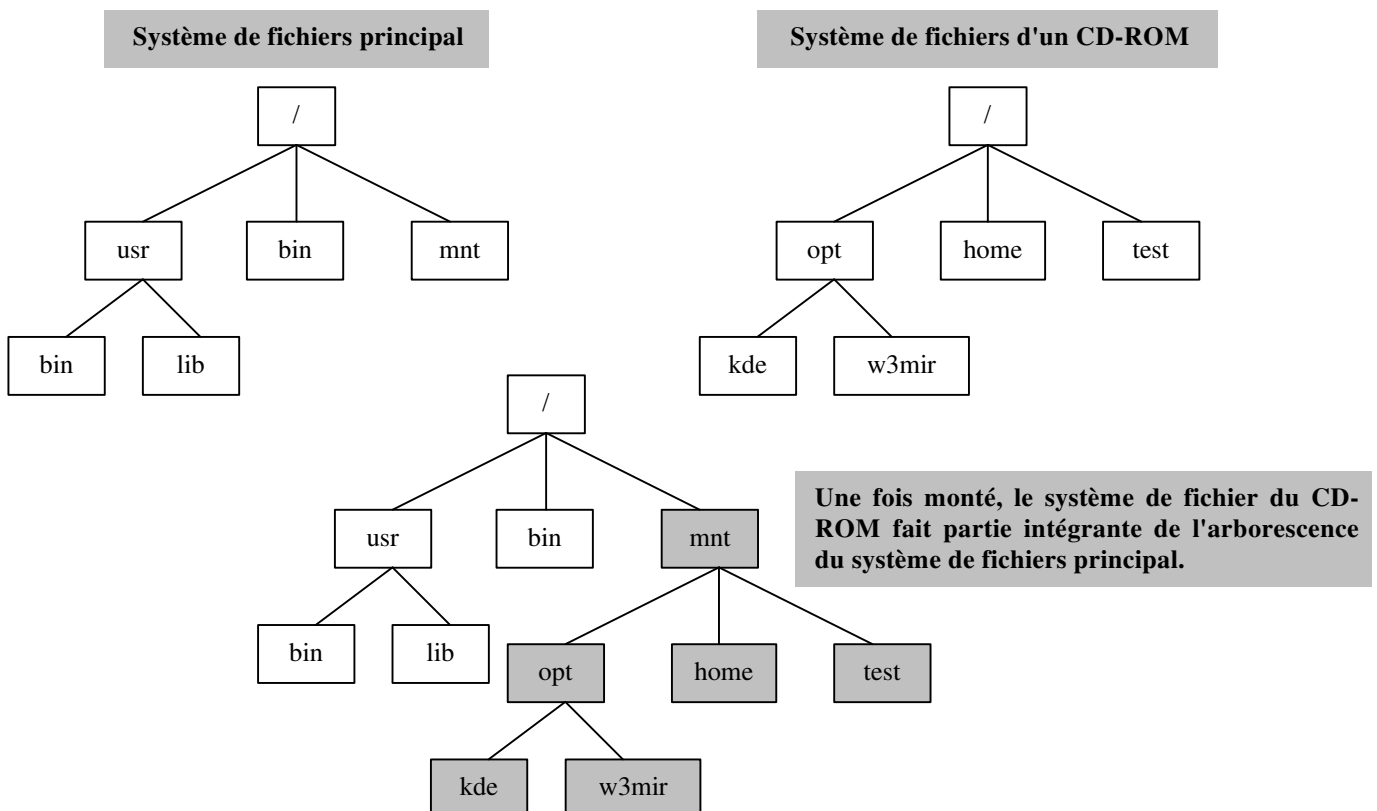 Système de fichiers principal
Système de fichiers d'un CD-ROM
/
/
usr
bin
mnt
opt
home
test
bin
lib
kde
w3mir
/
usr
bin
mnt
Une fois monté, le système de fichier du CD-
ROM fait partie intégrante de l'arborescence
du système de fichiers principal.
bin
lib
opt
home
test
kde
w3mir